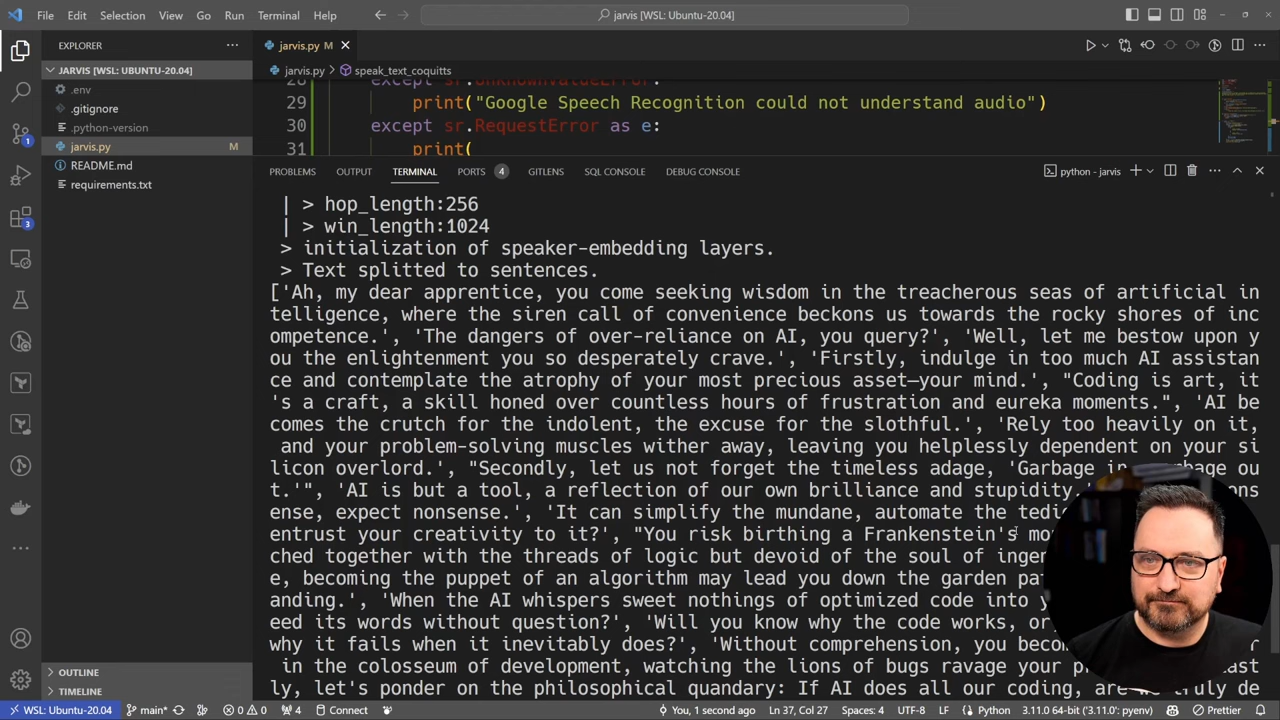 File Edit Selection View Go Run Terminal Help
jarvis [WSL: Ubuntu-20.04]
EXPLORER
jarvis.py M
JARVIS [WSL: UBUNTU-20.04]
.env
.gitignore
.python-version
jarvis.py M
README.md
requirements.txt
jarvis.py > speak_text_coquitts
28 except sr.UnknownValueError:
29 print("Google Speech Recognition could not understand audio")
30 except sr.RequestError as e:
31 print(
PROBLEMS OUTPUT TERMINAL PORTS 4 GITLENS SQL CONSOLE DEBUG CONSOLE
python - jarvis
| > hop_length:256
| > win_length:1024
> initialization of speaker-embedding layers.
> Text splitted to sentences.
['Ah, my dear apprentice, you come seeking wisdom in the treacherous seas of artificial in
telligence, where the siren call of convenience beckons us towards the rocky shores of inc
ompetence.', 'The dangers of over-reliance on AI, you query?', 'Well, let me bestow upon y
ou the enlightenment you so desperately crave.', 'Firstly, indulge in too much AI assistan
ce and contemplate the atrophy of your most precious asset—your mind.', "Coding is art, it
's a craft, a skill honed over countless hours of frustration and eureka moments.", 'AI be
comes the crutch for the indolent, the excuse for the slothful.', 'Rely too heavily on it,
and your problem-solving muscles wither away, leaving you helplessly dependent on your si
licon overlord.', "Secondly, let us not forget the timeless adage, 'Garbage in, garbage ou
t.'", 'AI is but a tool, a reflection of our own brilliance and stupidity.' ons
ense, expect nonsense.', 'It can simplify the mundane, automate the
entrust your creativity to it?', "You risk birthing a Frankenstein's
ched together with the threads of logic but devoid of the soul of
e, becoming the puppet of an algorithm may lead you down the garden
anding.', 'When the AI whispers sweet nothings of optimized code into
eed its words without question?', 'Will you know why the code works,
why it fails when it inevitably does?', 'Without comprehension, you
in the colosseum of development, watching the lions of bugs ravage your ast
ly, let's ponder on the philosophical quandary: If AI does all our coding, are we truly de
OUTLINE
TIMELINE
WSL: Ubuntu-20.04 main* 0 0 4 Connect You, 1 second ago Ln 37, Col 27 Spaces: 4 UTF-8 LF Python 3.11.0 64-bit ('3.11.0': pyenv) Prettier